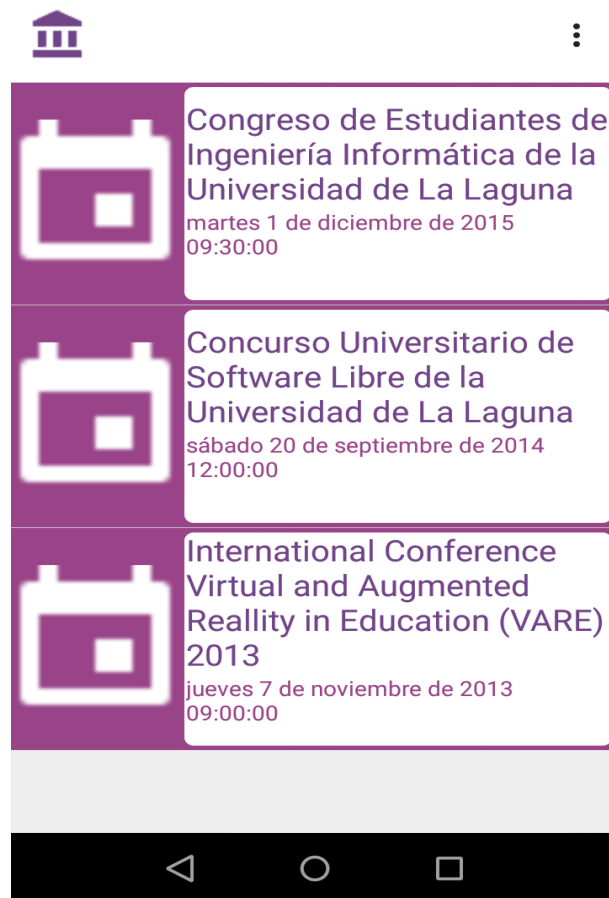 Congreso de Estudiantes de
Ingeniería Informática de la
Universidad de La Laguna
martes 1 de diciembre de 2015
09:30:00
Concurso Universitario de
Software Libre de la
Universidad de La Laguna
sábado 20 de septiembre de 2014
12:00:00
International Conference
Virtual and Augmented
Reallity in Education (VARE)
2013
jueves 7 de noviembre de 2013
09:00:00